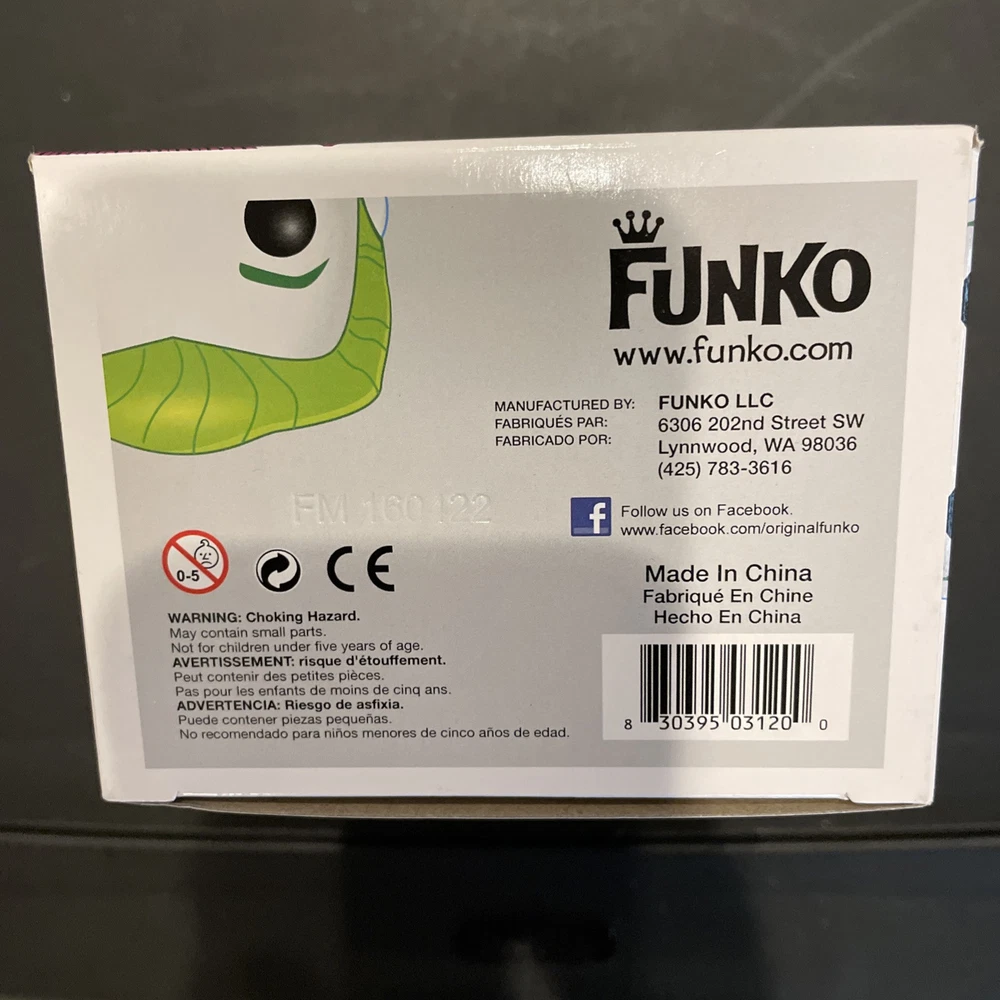 FUNKO
www.funko.com
MANUFACTURED BY: FUNKO LLC
FABRIQUÉS PAR: 6306 202nd Street SW
FABRICADO POR: Lynnwood, WA 98036
(425) 783-3616
FM 160122
f Follow us on Facebook.
www.facebook.com/originalfunko
0-5
CE
Made In China
Fabriqué En Chine
Hecho En China
WARNING: Choking Hazard.
May contain small parts.
Not for children under five years of age.
AVERTISSEMENT: risque d'étouffement.
Peut contenir des petites pièces.
Pas pour les enfants de moins de cinq ans.
ADVERTENCIA: Riesgo de asfixia.
Puede contener piezas pequeñas.
No recomendado para niños menores de cinco años de edad.
8 30395 03120 0